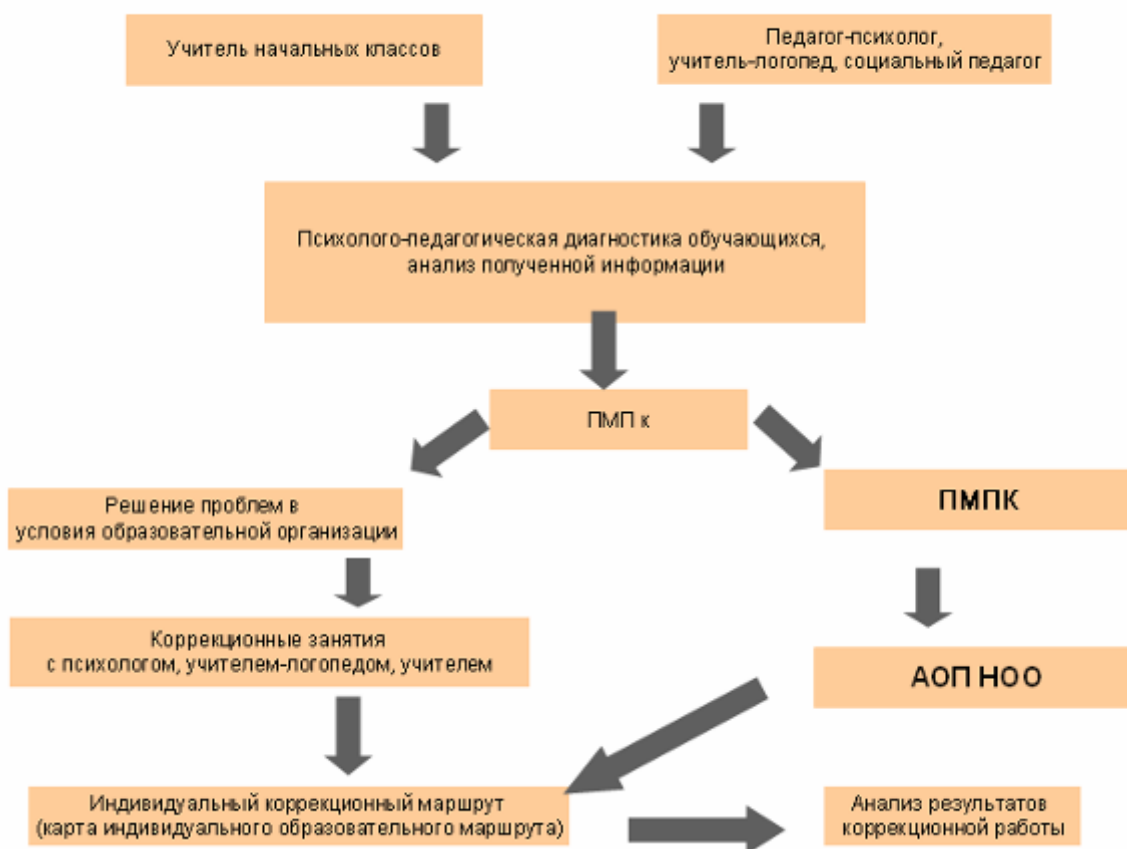 Учитель начальных классов
Педагог-психолог,
учитель-логопед, социальный педагог
Психолого-педагогическая диагностика обучающихся,
анализ полученной информации
ПМП к
Решение проблем в
условия образовательной организации
ПМПК
Коррекционные занятия
с психологом, учителем-логопедом, учителем
АОП НОО
Индивидуальный коррекционный маршрут
(карта индивидуального образовательного маршрута)
Анализ результатов
коррекционной работы